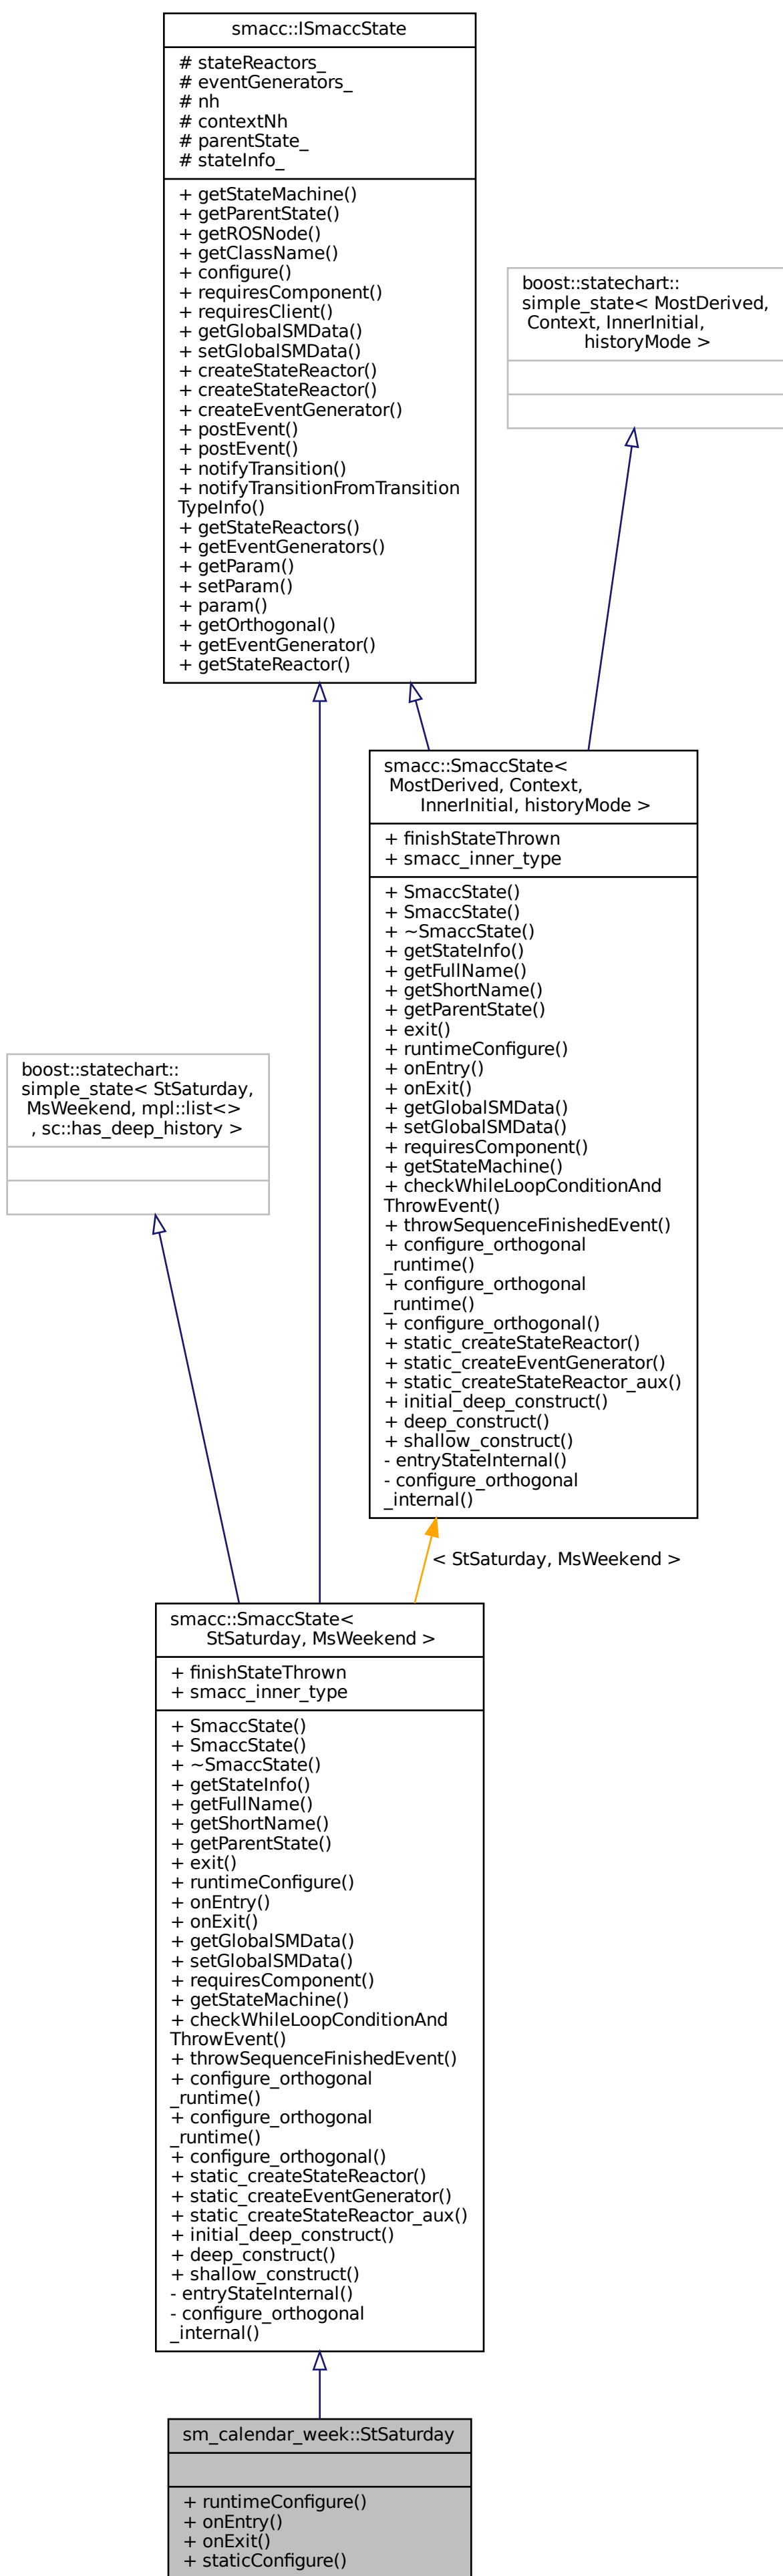 smacc::ISmaccState
# stateReactors_
# eventGenerators_
# nh
# contextNh
# parentState_
# stateInfo_
+ getStateMachine()
+ getParentState()
+ getROSNode()
+ getClassName()
+ configure()
+ requiresComponent()
+ requiresClient()
+ getGlobalSMData()
+ setGlobalSMData()
+ createStateReactor()
+ createStateReactor()
+ createEventGenerator()
+ postEvent()
+ postEvent()
+ notifyTransition()
+ notifyTransitionFromTransition
TypeInfo()
+ getStateReactors()
+ getEventGenerators()
+ getParam()
+ setParam()
+ param()
+ getOrthogonal()
+ getEventGenerator()
+ getStateReactor()
boost::statechart::
simple_state< MostDerived,
Context, InnerInitial,
historyMode >
smacc::SmaccState<
MostDerived, Context,
InnerInitial, historyMode >
+ finishStateThrown
+ smacc_inner_type
+ SmaccState()
+ SmaccState()
+ ~SmaccState()
+ getStateInfo()
+ getFullName()
+ getShortName()
+ getParentState()
+ exit()
+ runtimeConfigure()
+ onEntry()
+ onExit()
+ getGlobalSMData()
+ setGlobalSMData()
+ requiresComponent()
+ getStateMachine()
+ checkWhileLoopConditionAnd
ThrowEvent()
+ throwSequenceFinishedEvent()
+ configure_orthogonal
_runtime()
+ configure_orthogonal
_runtime()
+ configure_orthogonal()
+ static_createStateReactor()
+ static_createEventGenerator()
+ static_createStateReactor_aux()
+ initial_deep_construct()
+ deep_construct()
+ shallow_construct()
- entryStateInternal()
- configure_orthogonal
_internal()
boost::statechart::
simple_state< StSaturday,
MsWeekend, mpl::list<>
, sc::has_deep_history >
< StSaturday, MsWeekend >
smacc::SmaccState<
StSaturday, MsWeekend >
+ finishStateThrown
+ smacc_inner_type
+ SmaccState()
+ SmaccState()
+ ~SmaccState()
+ getStateInfo()
+ getFullName()
+ getShortName()
+ getParentState()
+ exit()
+ runtimeConfigure()
+ onEntry()
+ onExit()
+ getGlobalSMData()
+ setGlobalSMData()
+ requiresComponent()
+ getStateMachine()
+ checkWhileLoopConditionAnd
ThrowEvent()
+ throwSequenceFinishedEvent()
+ configure_orthogonal
_runtime()
+ configure_orthogonal
_runtime()
+ configure_orthogonal()
+ static_createStateReactor()
+ static_createEventGenerator()
+ static_createStateReactor_aux()
+ initial_deep_construct()
+ deep_construct()
+ shallow_construct()
- entryStateInternal()
- configure_orthogonal
_internal()
sm_calendar_week::StSaturday
+ runtimeConfigure()
+ onEntry()
+ onExit()
+ staticConfigure()